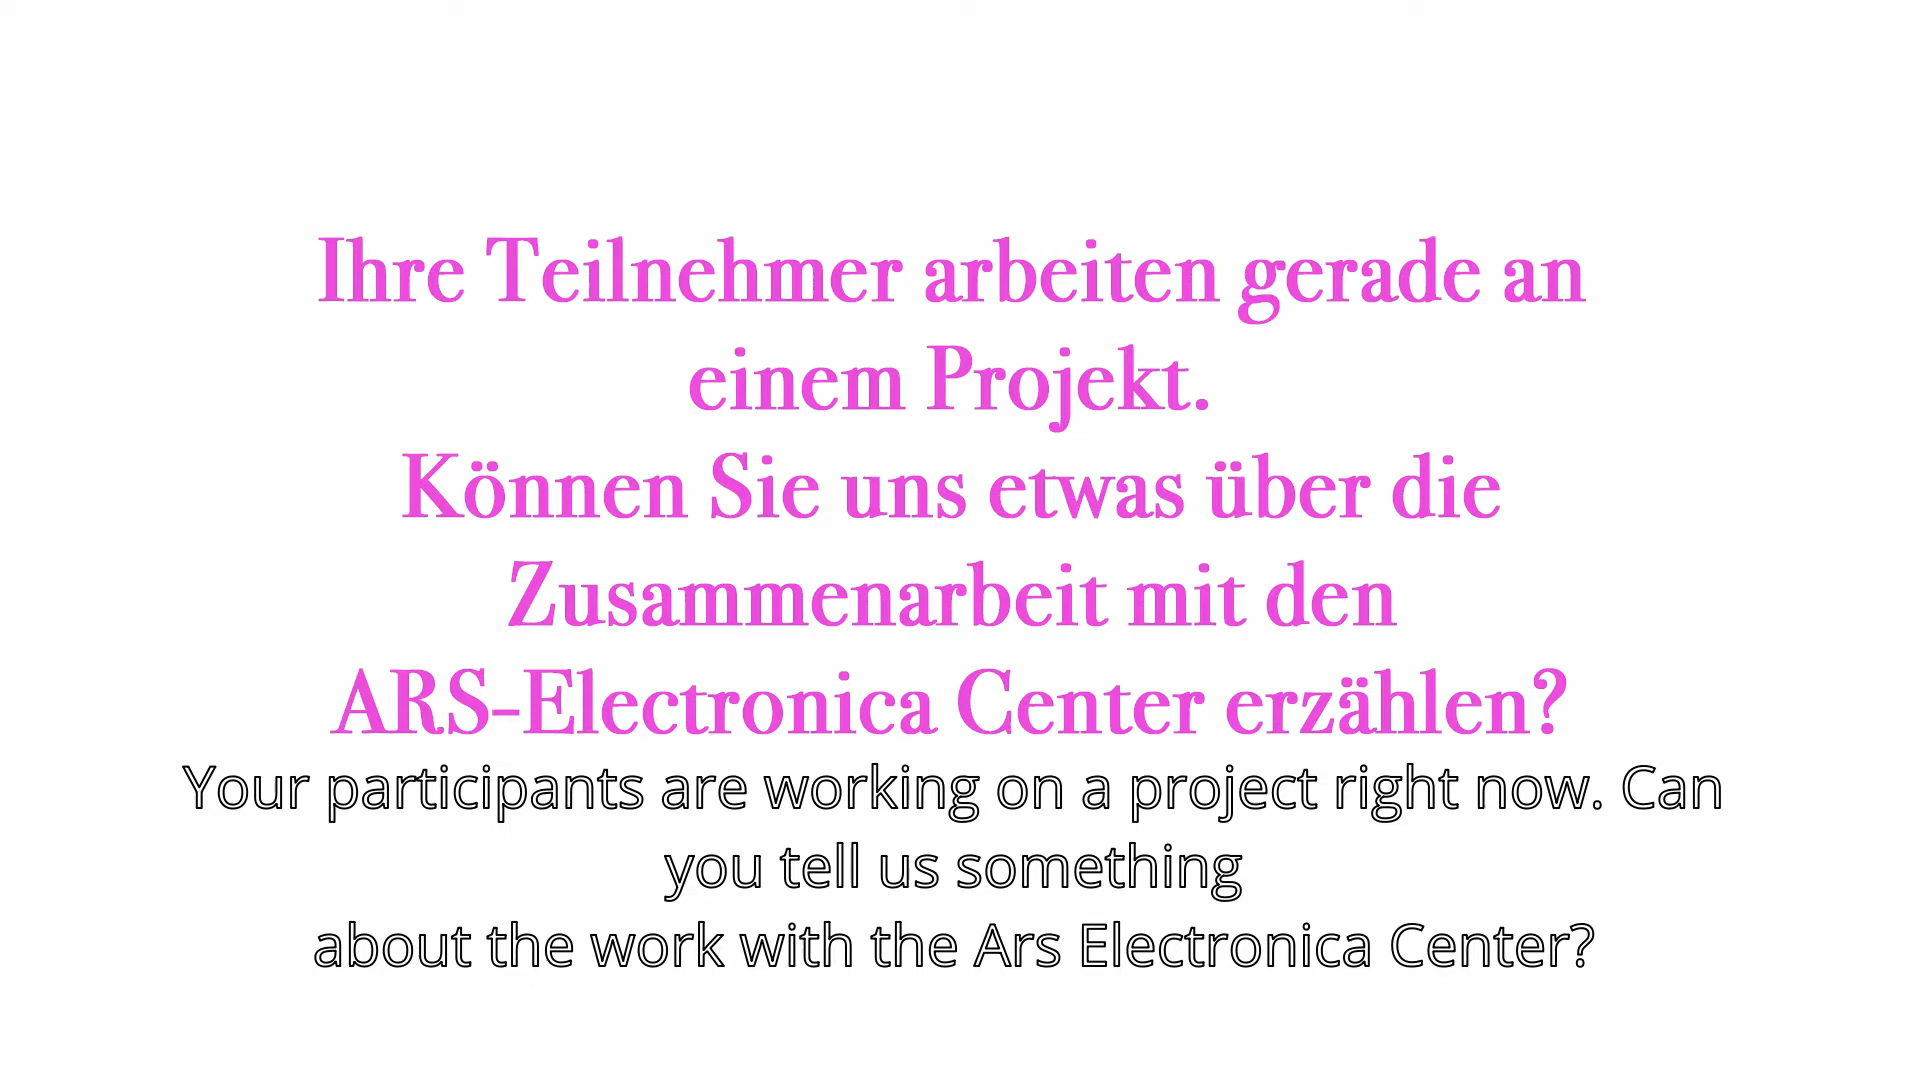 Ihre Teilnehmer arbeiten gerade an
einem Projekt.
Können Sie uns etwas über die
Zusammenarbeit mit den
ARS-Electronica Center erzählen?
Your participants are working on a project right now. Can
you tell us something
about the work with the Ars Electronica Center?